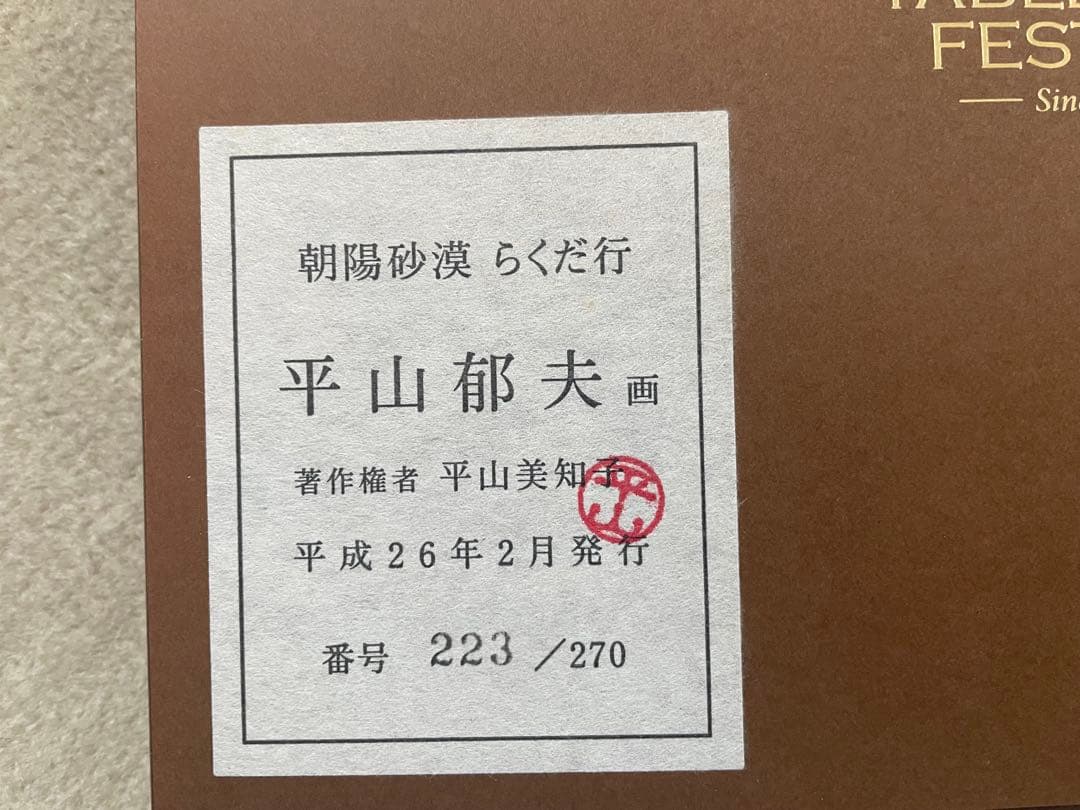 FEST
Sinc
朝陽砂漠 らくだ行
平山郁夫 画
著作権者 平山美知子
平成26年2月発行
番号 223 /270